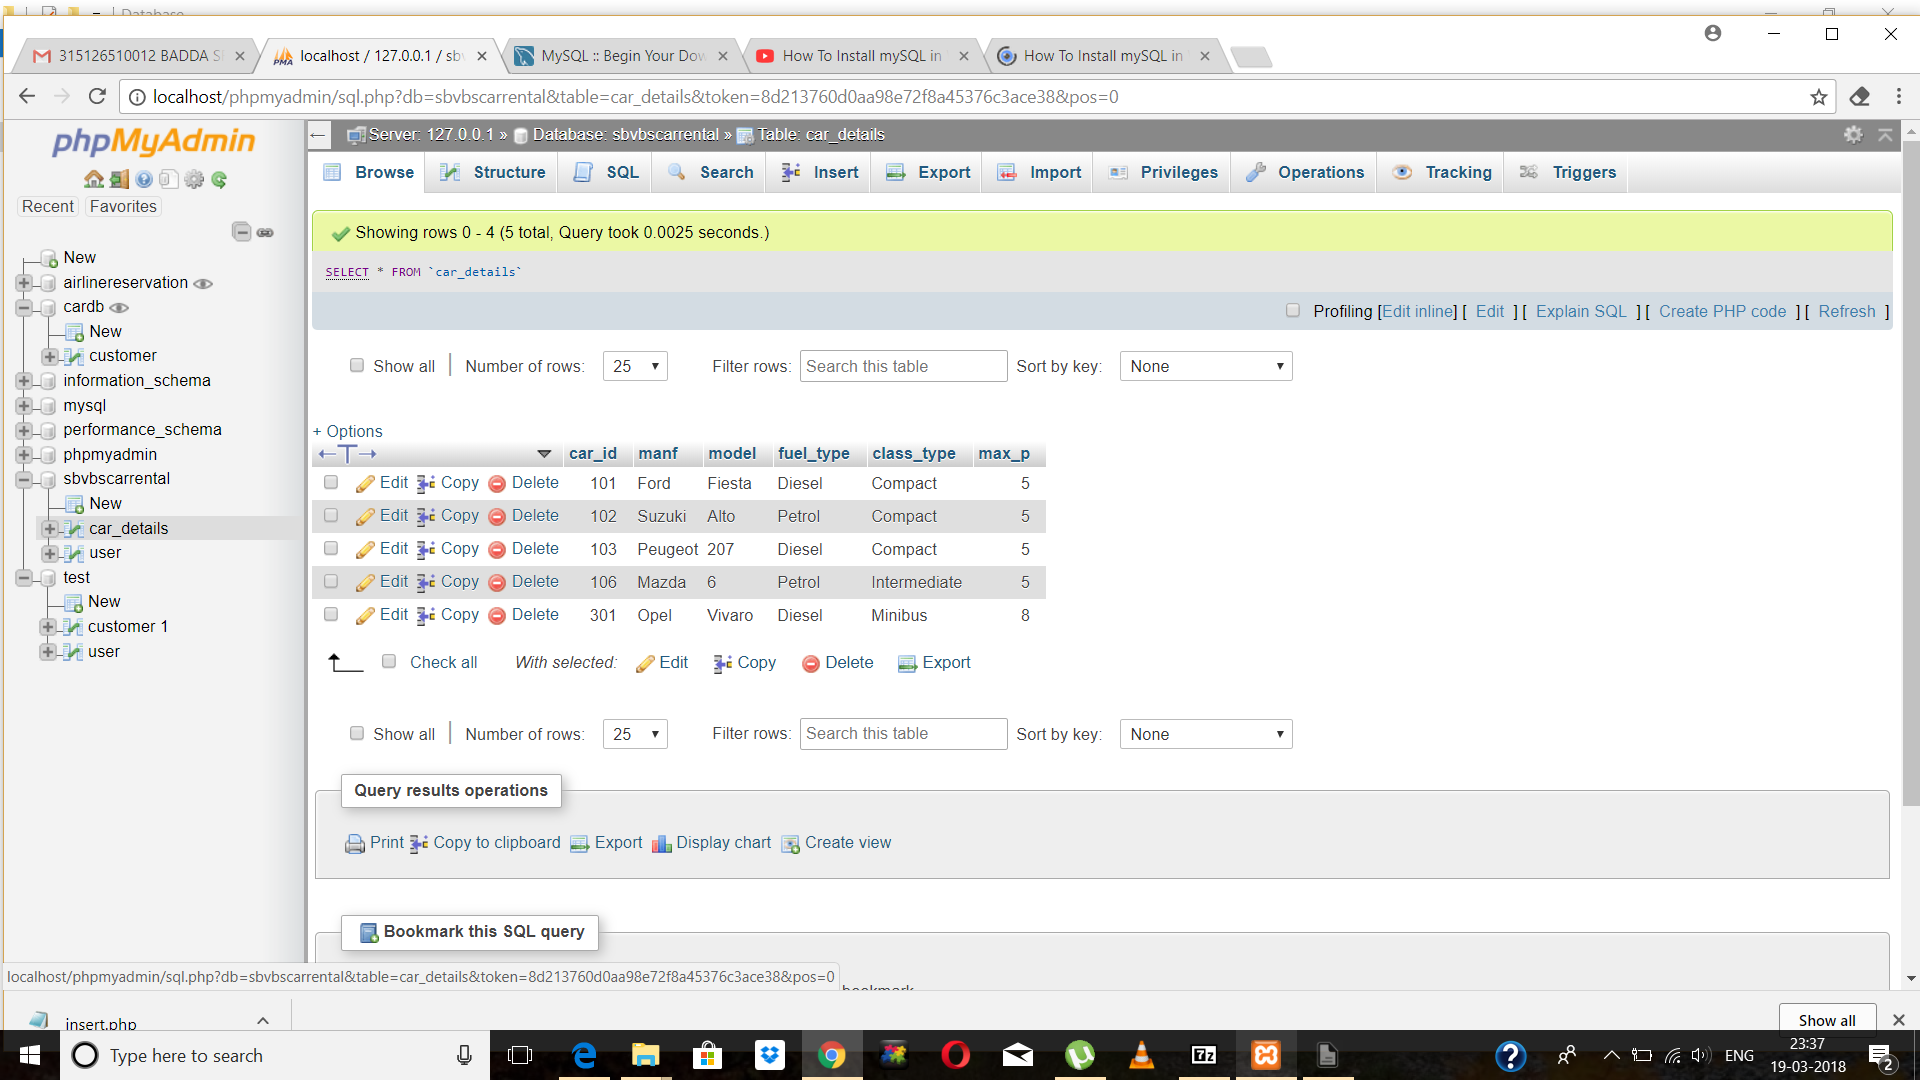 Database
315126510012 BADDA S
localhost / 127.0.0.1 / sbv
MySQL :: Begin Your Dow
How To Install mySQL in
How To Install mySQL in
localhost/phpmyadmin/sql.php?db=sbvbscarrental&table=car_details&token=8d213760d0aa98e72f8a45376c3ace38&pos=0
phpMyAdmin
Recent Favorites
New
airlinereservation
cardb
New
customer
information_schema
mysql
performance_schema
phpmyadmin
sbvbscarrental
New
car_details
user
test
New
customer 1
user
Server: 127.0.0.1 » Database: sbvbscarrental » Table: car_details
Browse Structure SQL Search Insert Export Import Privileges Operations Tracking Triggers
Showing rows 0 - 4 (5 total, Query took 0.0025 seconds.)
SELECT * FROM `car_details`
Profiling [Edit inline] [ Edit ] [ Explain SQL ] [ Create PHP code ] [ Refresh ]
Show all | Number of rows: 25 Filter rows: Search this table Sort by key: None
+ Options
←T→ car_id manf model fuel_type class_type max_p
Edit Copy Delete 101 Ford Fiesta Diesel Compact 5
Edit Copy Delete 102 Suzuki Alto Petrol Compact 5
Edit Copy Delete 103 Peugeot 207 Diesel Compact 5
Edit Copy Delete 106 Mazda 6 Petrol Intermediate 5
Edit Copy Delete 301 Opel Vivaro Diesel Minibus 8
Check all With selected: Edit Copy Delete Export
Show all | Number of rows: 25 Filter rows: Search this table Sort by key: None
Query results operations
Print Copy to clipboard Export Display chart Create view
Bookmark this SQL query
localhost/phpmyadmin/sql.php?db=sbvbscarrental&table=car_details&token=8d213760d0aa98e72f8a45376c3ace38&pos=0
bookmark
insert.php
Show all
Type here to search
ENG
23:37
19-03-2018
2